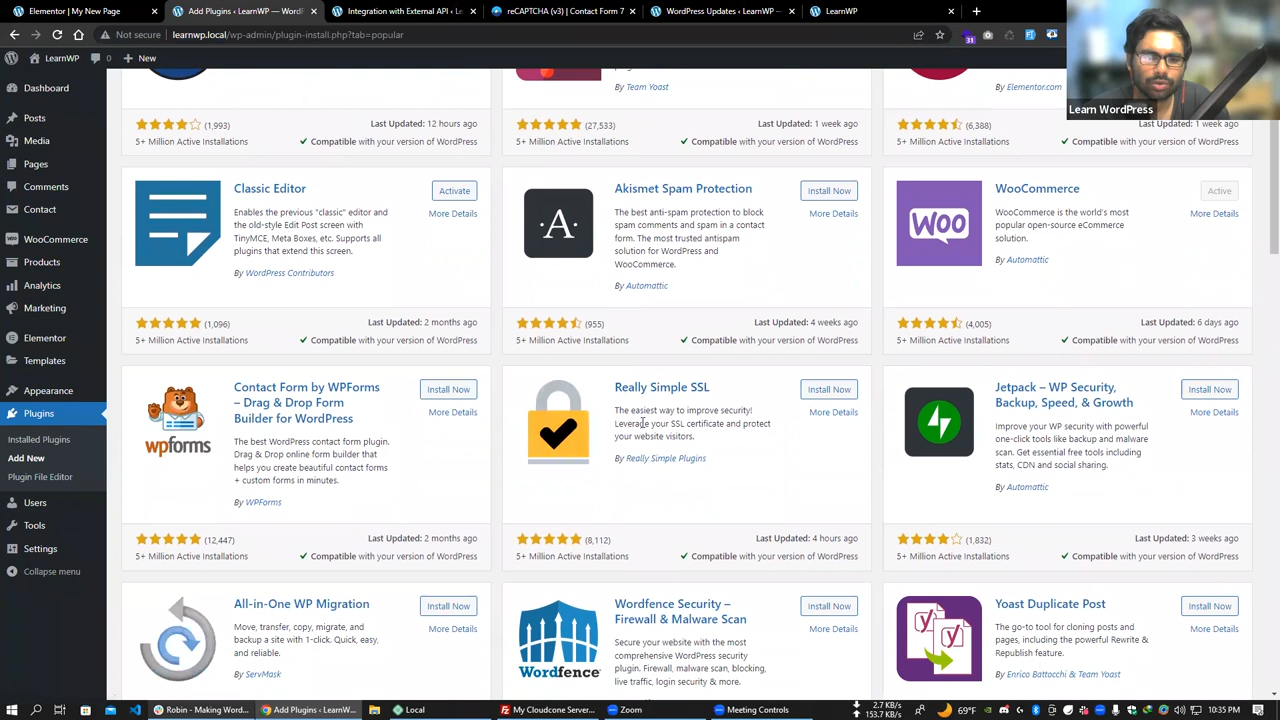 Elementor | My First Page
Add Plugins ‹ LearnWP — WordP
Integration with External API ‹ Le
reCAPTCHA (v3) | Contact Form 7
WordPress Updates ‹ LearnWP —
LearnWP
Not secure | learnwp.local/wp-admin/plugin-install.php?tab=popular
31
LearnWP
0
New
Learn WordPress
Dashboard
Posts
Media
Pages
Comments
Contact
WooCommerce
Products
Analytics
Marketing
Elementor
Templates
Appearance
Plugins
Installed Plugins
Add New
Plugin File Editor
Users
Tools
Settings
Collapse menu
(1,993)
5+ Million Active Installations
Compatible with your version of WordPress
By Team Yoast
(27,533)
Last Updated: 1 week ago
5+ Million Active Installations
Compatible with your version of WordPress
By Elementor.com
(6,388)
Last Updated: 1 week ago
5+ Million Active Installations
Compatible with your version of WordPress
Classic Editor
Activate
More Details
Enables the previous "classic" editor and
the old-style Edit Post screen with
TinyMCE, Meta Boxes, etc. Supports all
plugins that extend this screen.
By WordPress Contributors
(1,096)
Last Updated: 2 months ago
5+ Million Active Installations
Compatible with your version of WordPress
A
Akismet Spam Protection
Install Now
More Details
The best anti-spam protection to block
spam comments and spam in a contact
form. The most trusted antispam
solution for WordPress and
WooCommerce.
By Automattic
(955)
Last Updated: 4 weeks ago
5+ Million Active Installations
Compatible with your version of WordPress
Woo
WooCommerce
Active
More Details
WooCommerce is the world's most
popular open-source eCommerce
solution.
By Automattic
(4,005)
Last Updated: 6 days ago
5+ Million Active Installations
Compatible with your version of WordPress
wpforms
Contact Form by WPForms
– Drag & Drop Form
Builder for WordPress
Install Now
More Details
The best WordPress contact form plugin.
Drag & Drop online form builder that
helps you create beautiful contact forms
+ custom forms in minutes.
By WPForms
(12,447)
Last Updated: 2 months ago
5+ Million Active Installations
Compatible with your version of WordPress
Really Simple SSL
Install Now
More Details
The easiest way to improve security!
Leverage your SSL certificate and protect
your website visitors.
By Really Simple Plugins
(8,112)
Last Updated: 4 hours ago
5+ Million Active Installations
Compatible with your version of WordPress
Jetpack – WP Security,
Backup, Speed, & Growth
Install Now
More Details
Improve your WP security with powerful
one-click tools like backup and malware
scan. Get essential free tools including
stats, CDN and social sharing.
By Automattic
(1,832)
Last Updated: 3 weeks ago
5+ Million Active Installations
Compatible with your version of WordPress
All-in-One WP Migration
Install Now
More Details
Move, transfer, copy, migrate, and
backup a site with 1-click. Quick, easy,
and reliable.
By ServMask
Wordfence
Wordfence Security –
Firewall & Malware Scan
Install Now
More Details
Secure your website with the most
comprehensive WordPress security
plugin. Firewall, malware scan, blocking,
live traffic, login security & more.
Yoast Duplicate Post
Install Now
More Details
The go-to tool for cloning posts and
pages, including the powerful Rewrite &
Republish feature.
By Enrico Battocchi & Team Yoast
Robin - Making Word...
Add Plugins ‹ LearnW...
Local
My Cloudcone Serve...
Zoom
Meeting Controls
2.7 KB/s
153.7 KB/s
69°F
10:35 PM